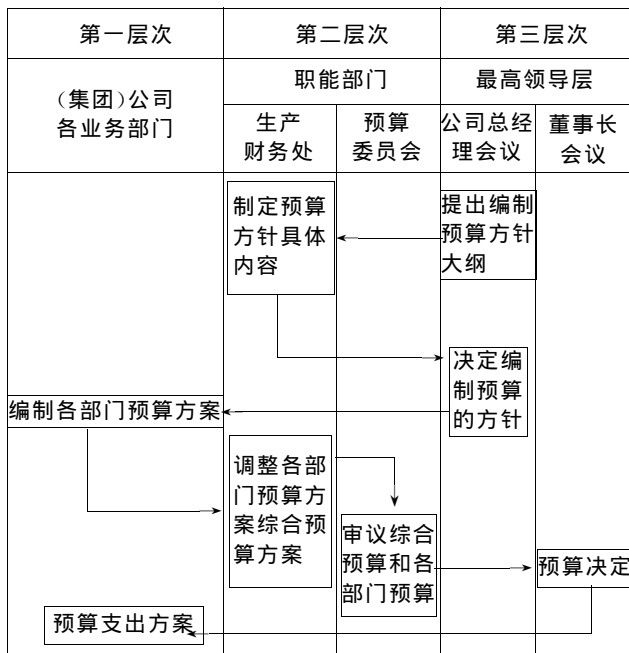 第一层次
第二层次
第三层次
(集团)公司
各业务部门
职能部门
最高领导层
生产
财务处
预算
委员会
公司总经
理会议
董事长
会议
制定预算
方针具体
内容
提出编制
预算方针
大纲
决定编
制预算
的方针
编制各部门预算方案
调整各部
门预算方
案综合预
算方案
审议综合
预算和各
部门预算
预算决定
预算支出方案